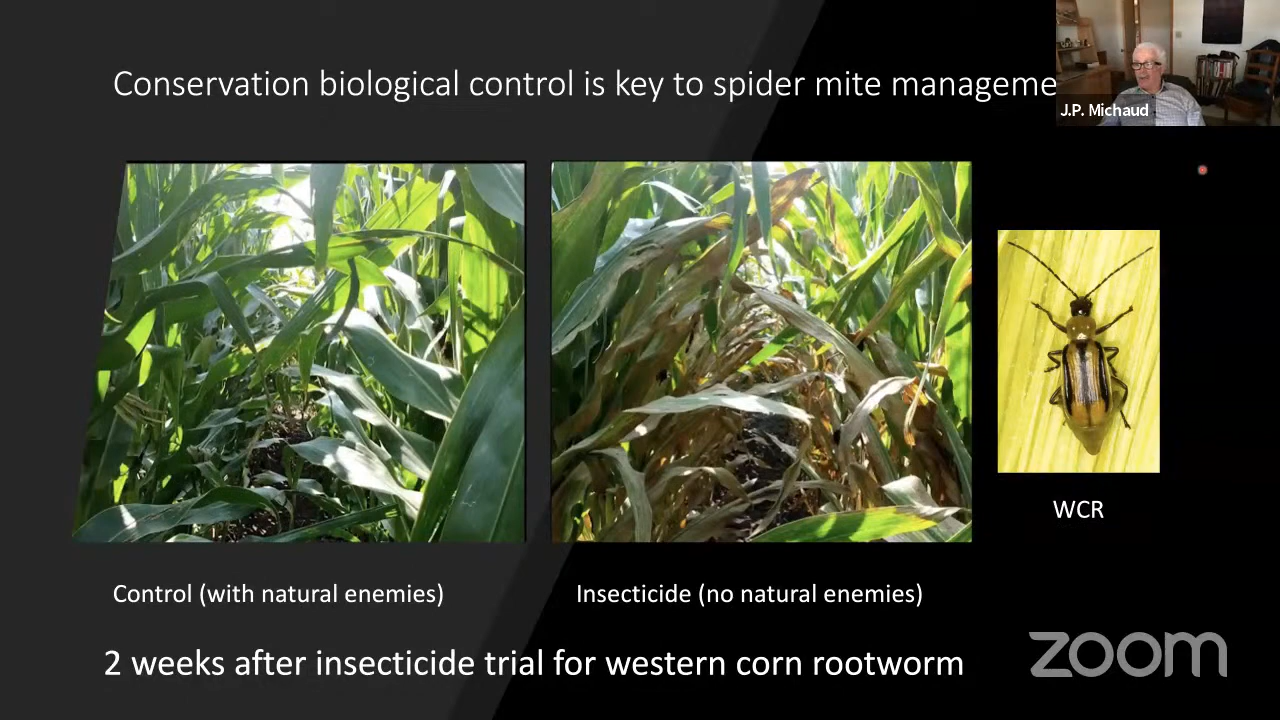 Conservation biological control is key to spider mite manageme
J.P. Michaud
WCR
Control (with natural enemies)
Insecticide (no natural enemies)
2 weeks after insecticide trial for western corn rootworm
zoom